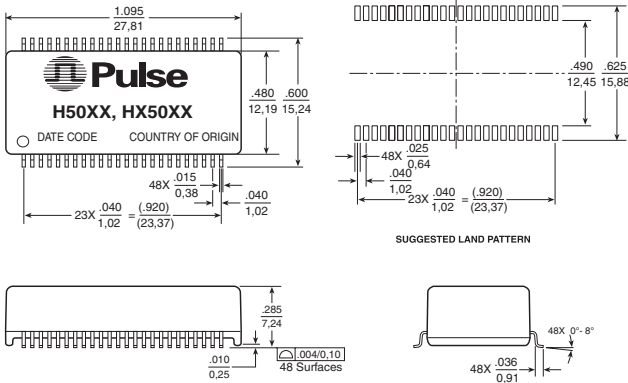 1.095
27,81
Pulse
H50XX, HX50XX
DATE CODE COUNTRY OF ORIGIN
.480
12,19
.600
15,24
48X .015
0,38
.040
1,02
23X .040 = (.920)
1,02 (23,37)
.490
12,45
.625
15,88
48X .025
0,64
.040
1,02
23X .040 = (.920)
1,02 (23,37)
SUGGESTED LAND PATTERN
.285
7,24
.010
0,25
.004/0,10
48 Surfaces
48X 0°- 8°
48X .036
0,91